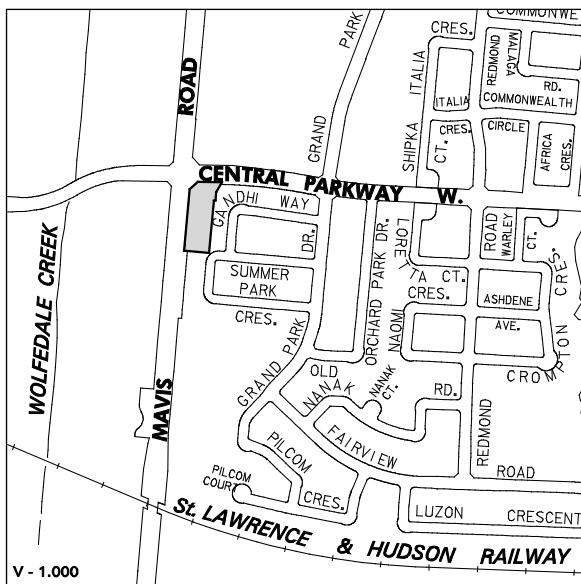 COMMONWE
PARK
CRES.
ITALIA
REDMOND
MALAGA
RD.
ROAD
SHIPKA
ITALIA
COMMONWEALTH
GRAND
CRES.
CIRCLE
CT.
AFRICA
CRES.
CENTRAL PARKWAY W.
GANDHI WAY
DR.
ORCHARD PARK DR.
LORETTA CT.
ROAD
WARLEY
CT.
CRES.
WOLFEDALE CREEK
SUMMER
PARK
CRES.
CRES.
ASHDENE
AVE.
NAOMI
CROMPTON
GRAND PARK
OLD
NANAK
NANAK
CT.
RD.
MAVIS
REDMOND
FAIRVIEW
ROAD
PILCOM
CRES.
PILCOM
COURT
LUZON CRESCENT
St. LAWRENCE & HUDSON RAILWAY
V - 1.000